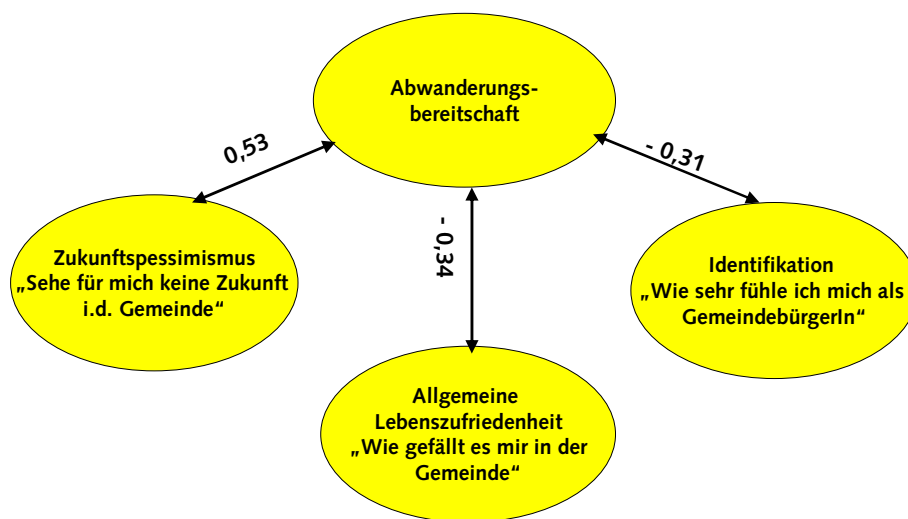 Abwanderungs-
bereitschaft
0,53
- 0,31
- 0,34
Zukunftspessimismus
„Sehe für mich keine Zukunft
i.d. Gemeinde“
Identifikation
„Wie sehr fühle ich mich als
GemeindebürgerIn“
Allgemeine
Lebenszufriedenheit
„Wie gefällt es mir in der
Gemeinde“